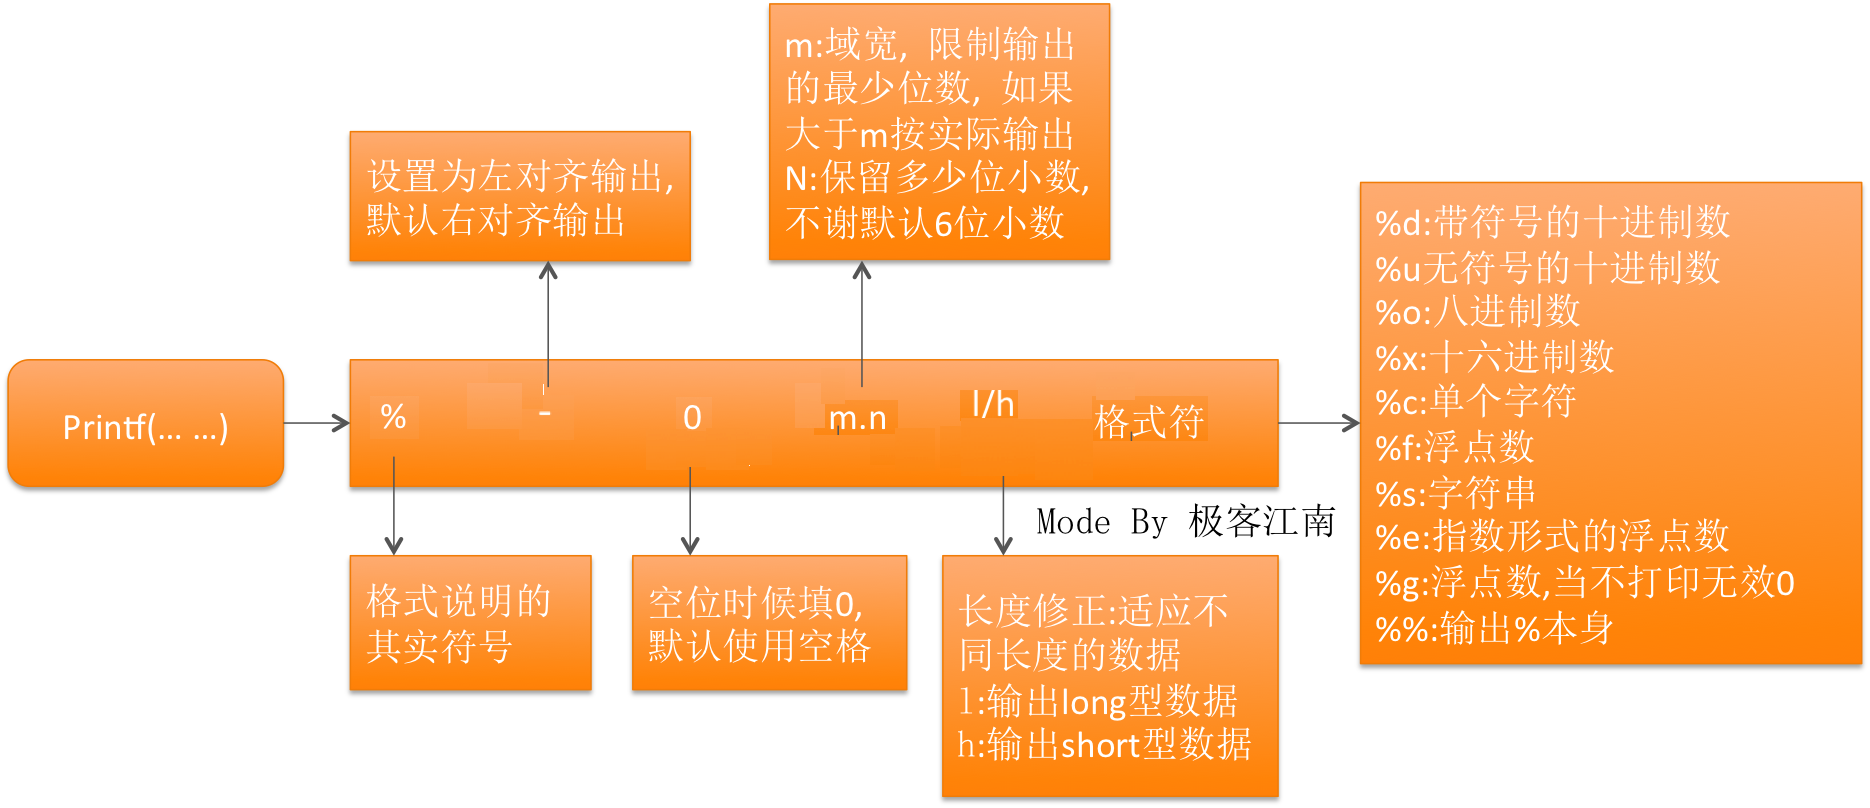 m:域宽, 限制输出
的最少位数, 如果
大于m按实际输出
N:保留多少位小数,
不谢默认6位小数
设置为左对齐输出,
默认右对齐输出
Printf(... ...)
% - 0 m.n l/h 格式符
%d:带符号的十进制数
%u无符号的十进制数
%o:八进制数
%x:十六进制数
%c:单个字符
%f:浮点数
%s:字符串
%e:指数形式的浮点数
%g:浮点数,当不打印无效0
%%:输出%本身
Mode By 极客江南
格式说明的
其实符号
空位时候填0,
默认使用空格
长度修正:适应不
同长度的数据
l:输出long型数据
h:输出short型数据